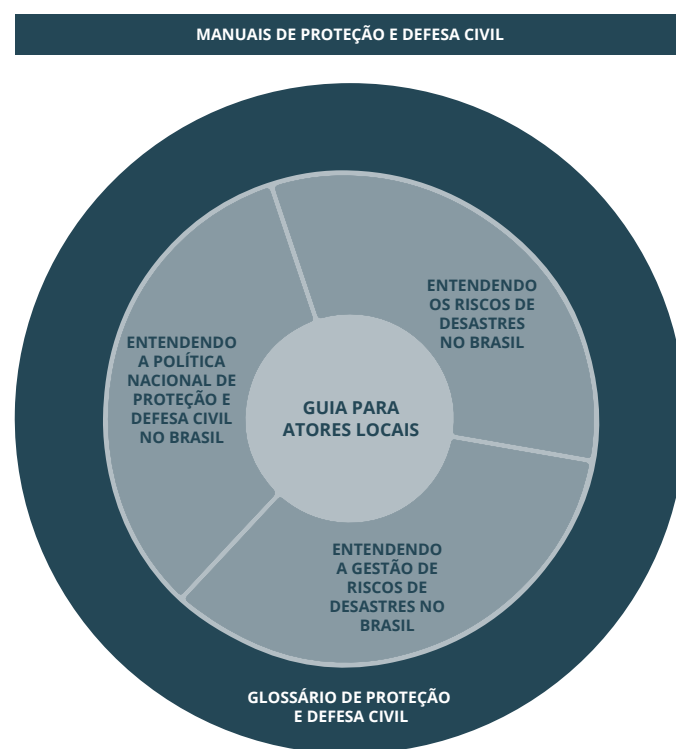 MANUAIS DE PROTEÇÃO E DEFESA CIVIL
ENTENDENDO
OS RISCOS DE
DESASTRES
NO BRASIL
ENTENDENDO
A POLÍTICA
NACIONAL DE
PROTEÇÃO E
DEFESA CIVIL
NO BRASIL
GUIA PARA
ATORES LOCAIS
ENTENDENDO
A GESTÃO DE
RISCOS DE
DESASTRES NO
BRASIL
GLOSSÁRIO DE PROTEÇÃO
E DEFESA CIVIL